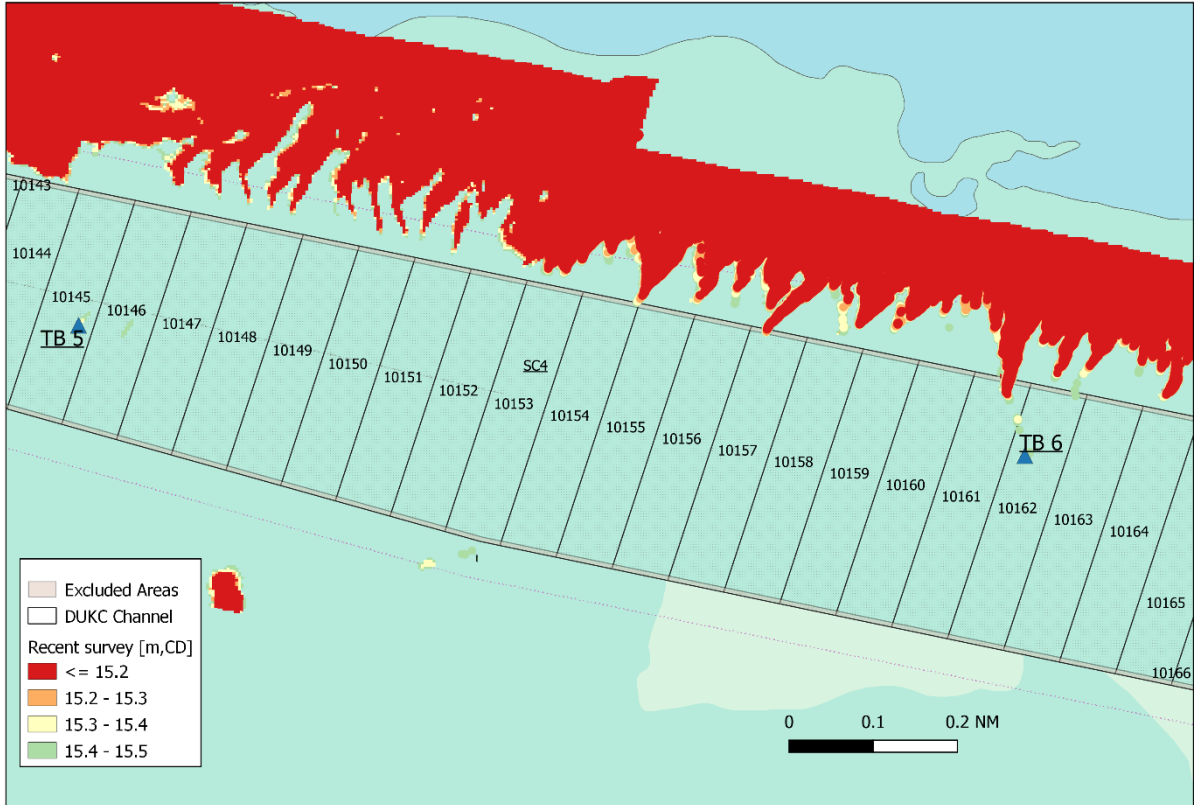 10143
10144
10145
TB 5
10146
10147
10148
10149
10150
10151
10152
SC4
10153
10154
10155
10156
10157
10158
10159
10160
10161
TB 6
10162
10163
10164
10165
10166
Excluded Areas
DUKC Channel
Recent survey [m,CD]
<= 15.2
15.2 - 15.3
15.3 - 15.4
15.4 - 15.5
0 0.1 0.2 NM